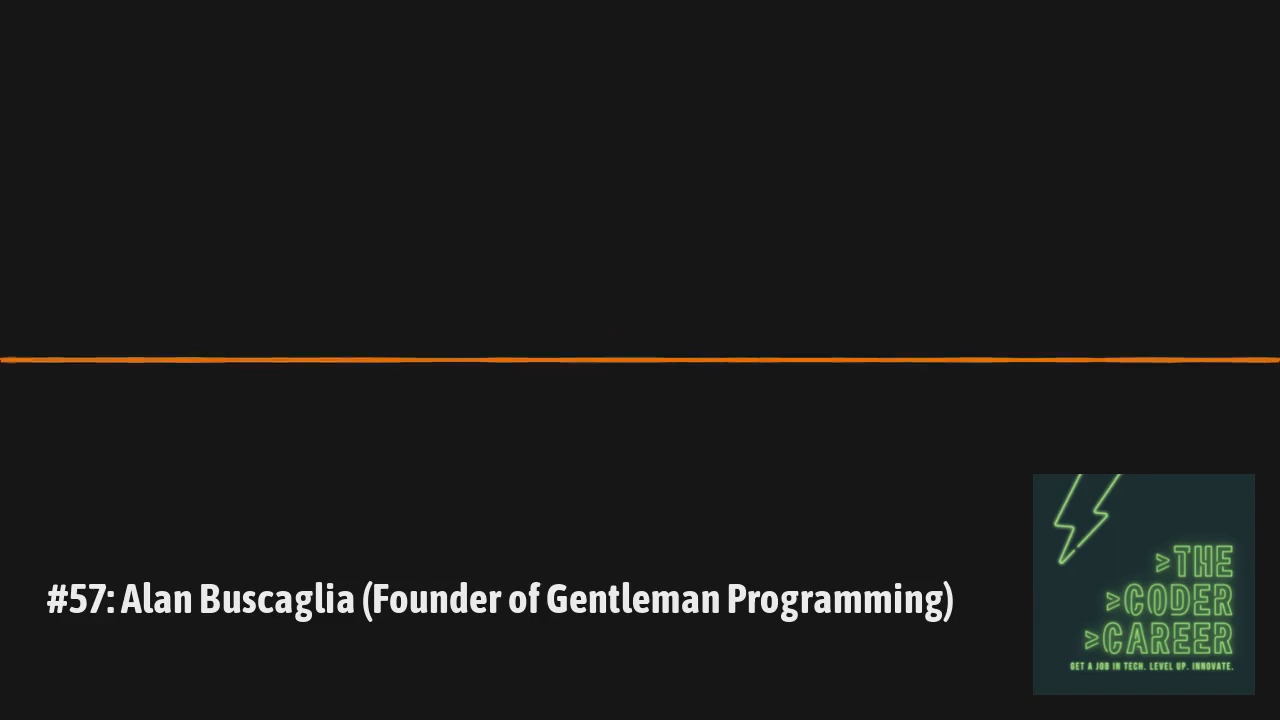 #57: Alan Buscaglia (Founder of Gentleman Programming)
>THE
>CODER
>CAREER
GET A JOB IN TECH. LEVEL UP. INNOVATE.